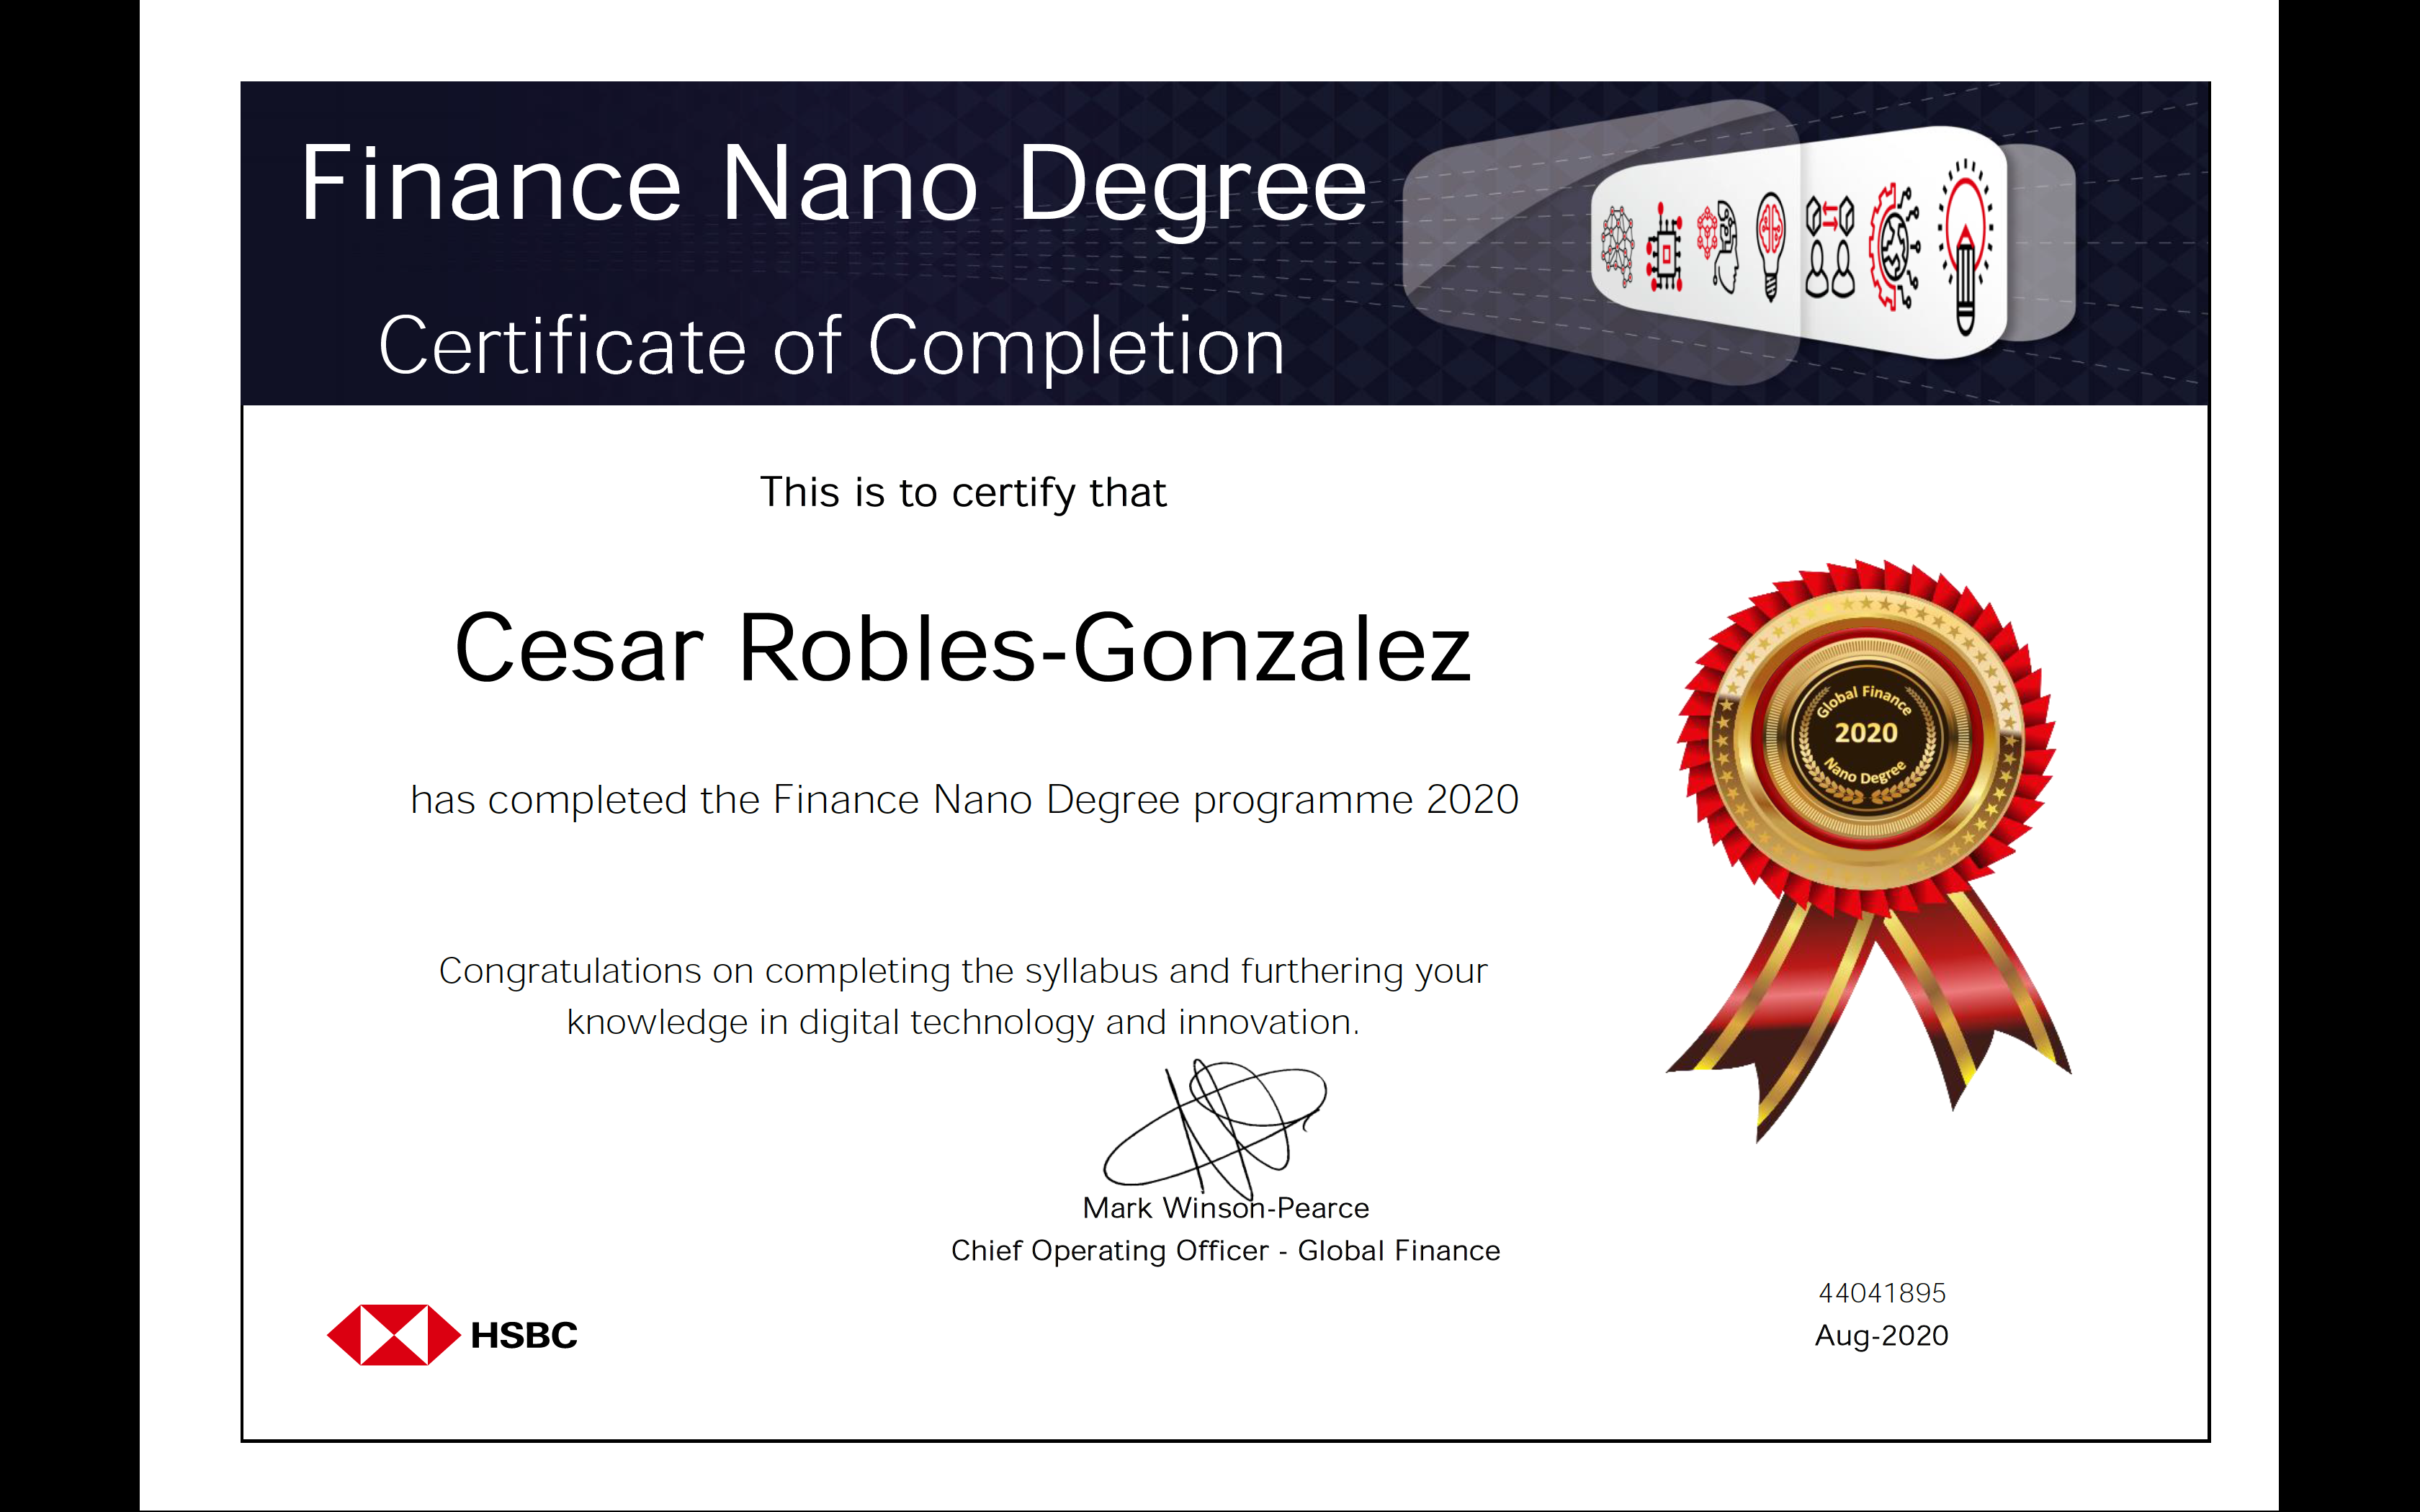 Finance Nano Degree
Certificate of Completion
This is to certify that
Cesar Robles-Gonzalez
has completed the Finance Nano Degree programme 2020
Global Finance
2020
Nano Degree
Congratulations on completing the syllabus and furthering your
knowledge in digital technology and innovation.
Mark Winson-Pearce
Chief Operating Officer - Global Finance
44041895
Aug-2020
HSBC